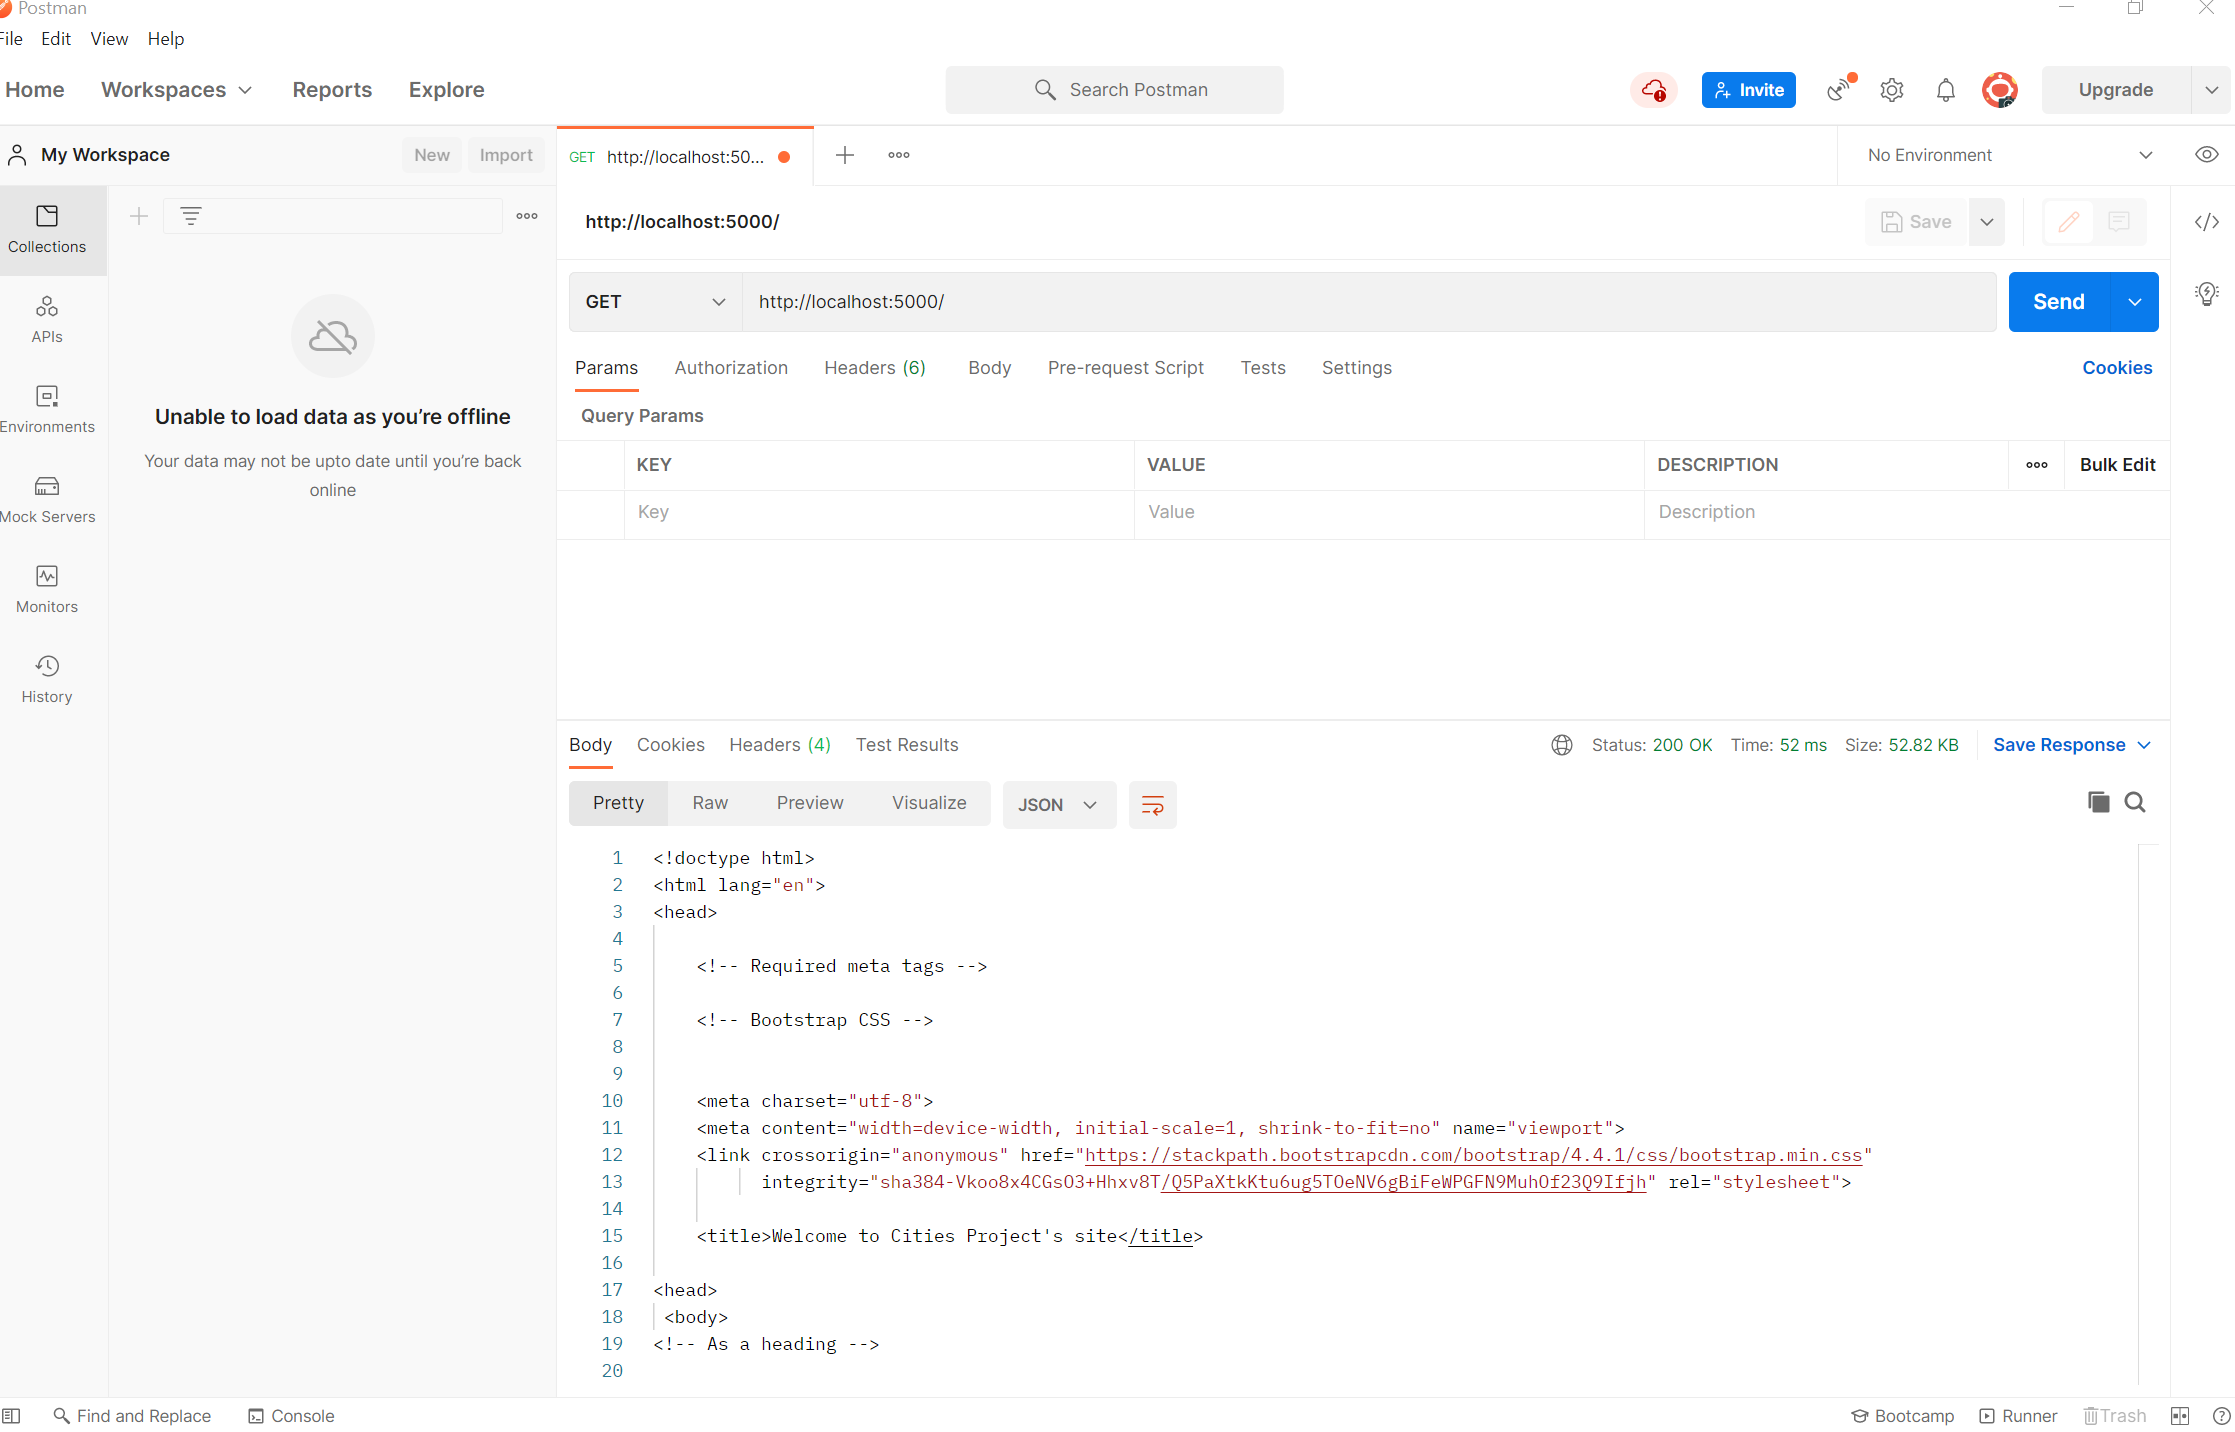 Postman
File Edit View Help
Home Workspaces Reports Explore
Search Postman
Invite
Upgrade
My Workspace
New Import
GET http://localhost:50...
No Environment
Collections
APIs
Environments
Mock Servers
Monitors
History
Unable to load data as you’re offline
Your data may not be upto date until you’re back
online
http://localhost:5000/
Save
GET http://localhost:5000/
Send
Params Authorization Headers (6) Body Pre-request Script Tests Settings Cookies
Query Params
KEY VALUE DESCRIPTION Bulk Edit
Key Value Description
Body Cookies Headers (4) Test Results Status: 200 OK Time: 52 ms Size: 52.82 KB Save Response
Pretty Raw Preview Visualize JSON
1 <!doctype html>
2 <html lang="en">
3 <head>
4
5 <!-- Required meta tags -->
6
7 <!-- Bootstrap CSS -->
8
9
10 <meta charset="utf-8">
11 <meta content="width=device-width, initial-scale=1, shrink-to-fit=no" name="viewport">
12 <link crossorigin="anonymous" href="https://stackpath.bootstrapcdn.com/bootstrap/4.4.1/css/bootstrap.min.css"
13 integrity="sha384-Vkoo8x4CGsO3+Hhxv8T/Q5PaXtkKtu6ug5TOeNV6gBiFeWPGFN9MuhOf23Q9Ifjh" rel="stylesheet">
14
15 <title>Welcome to Cities Project's site</title>
16
17 <head>
18 <body>
19 <!-- As a heading -->
20
Find and Replace Console
Bootcamp Runner Trash